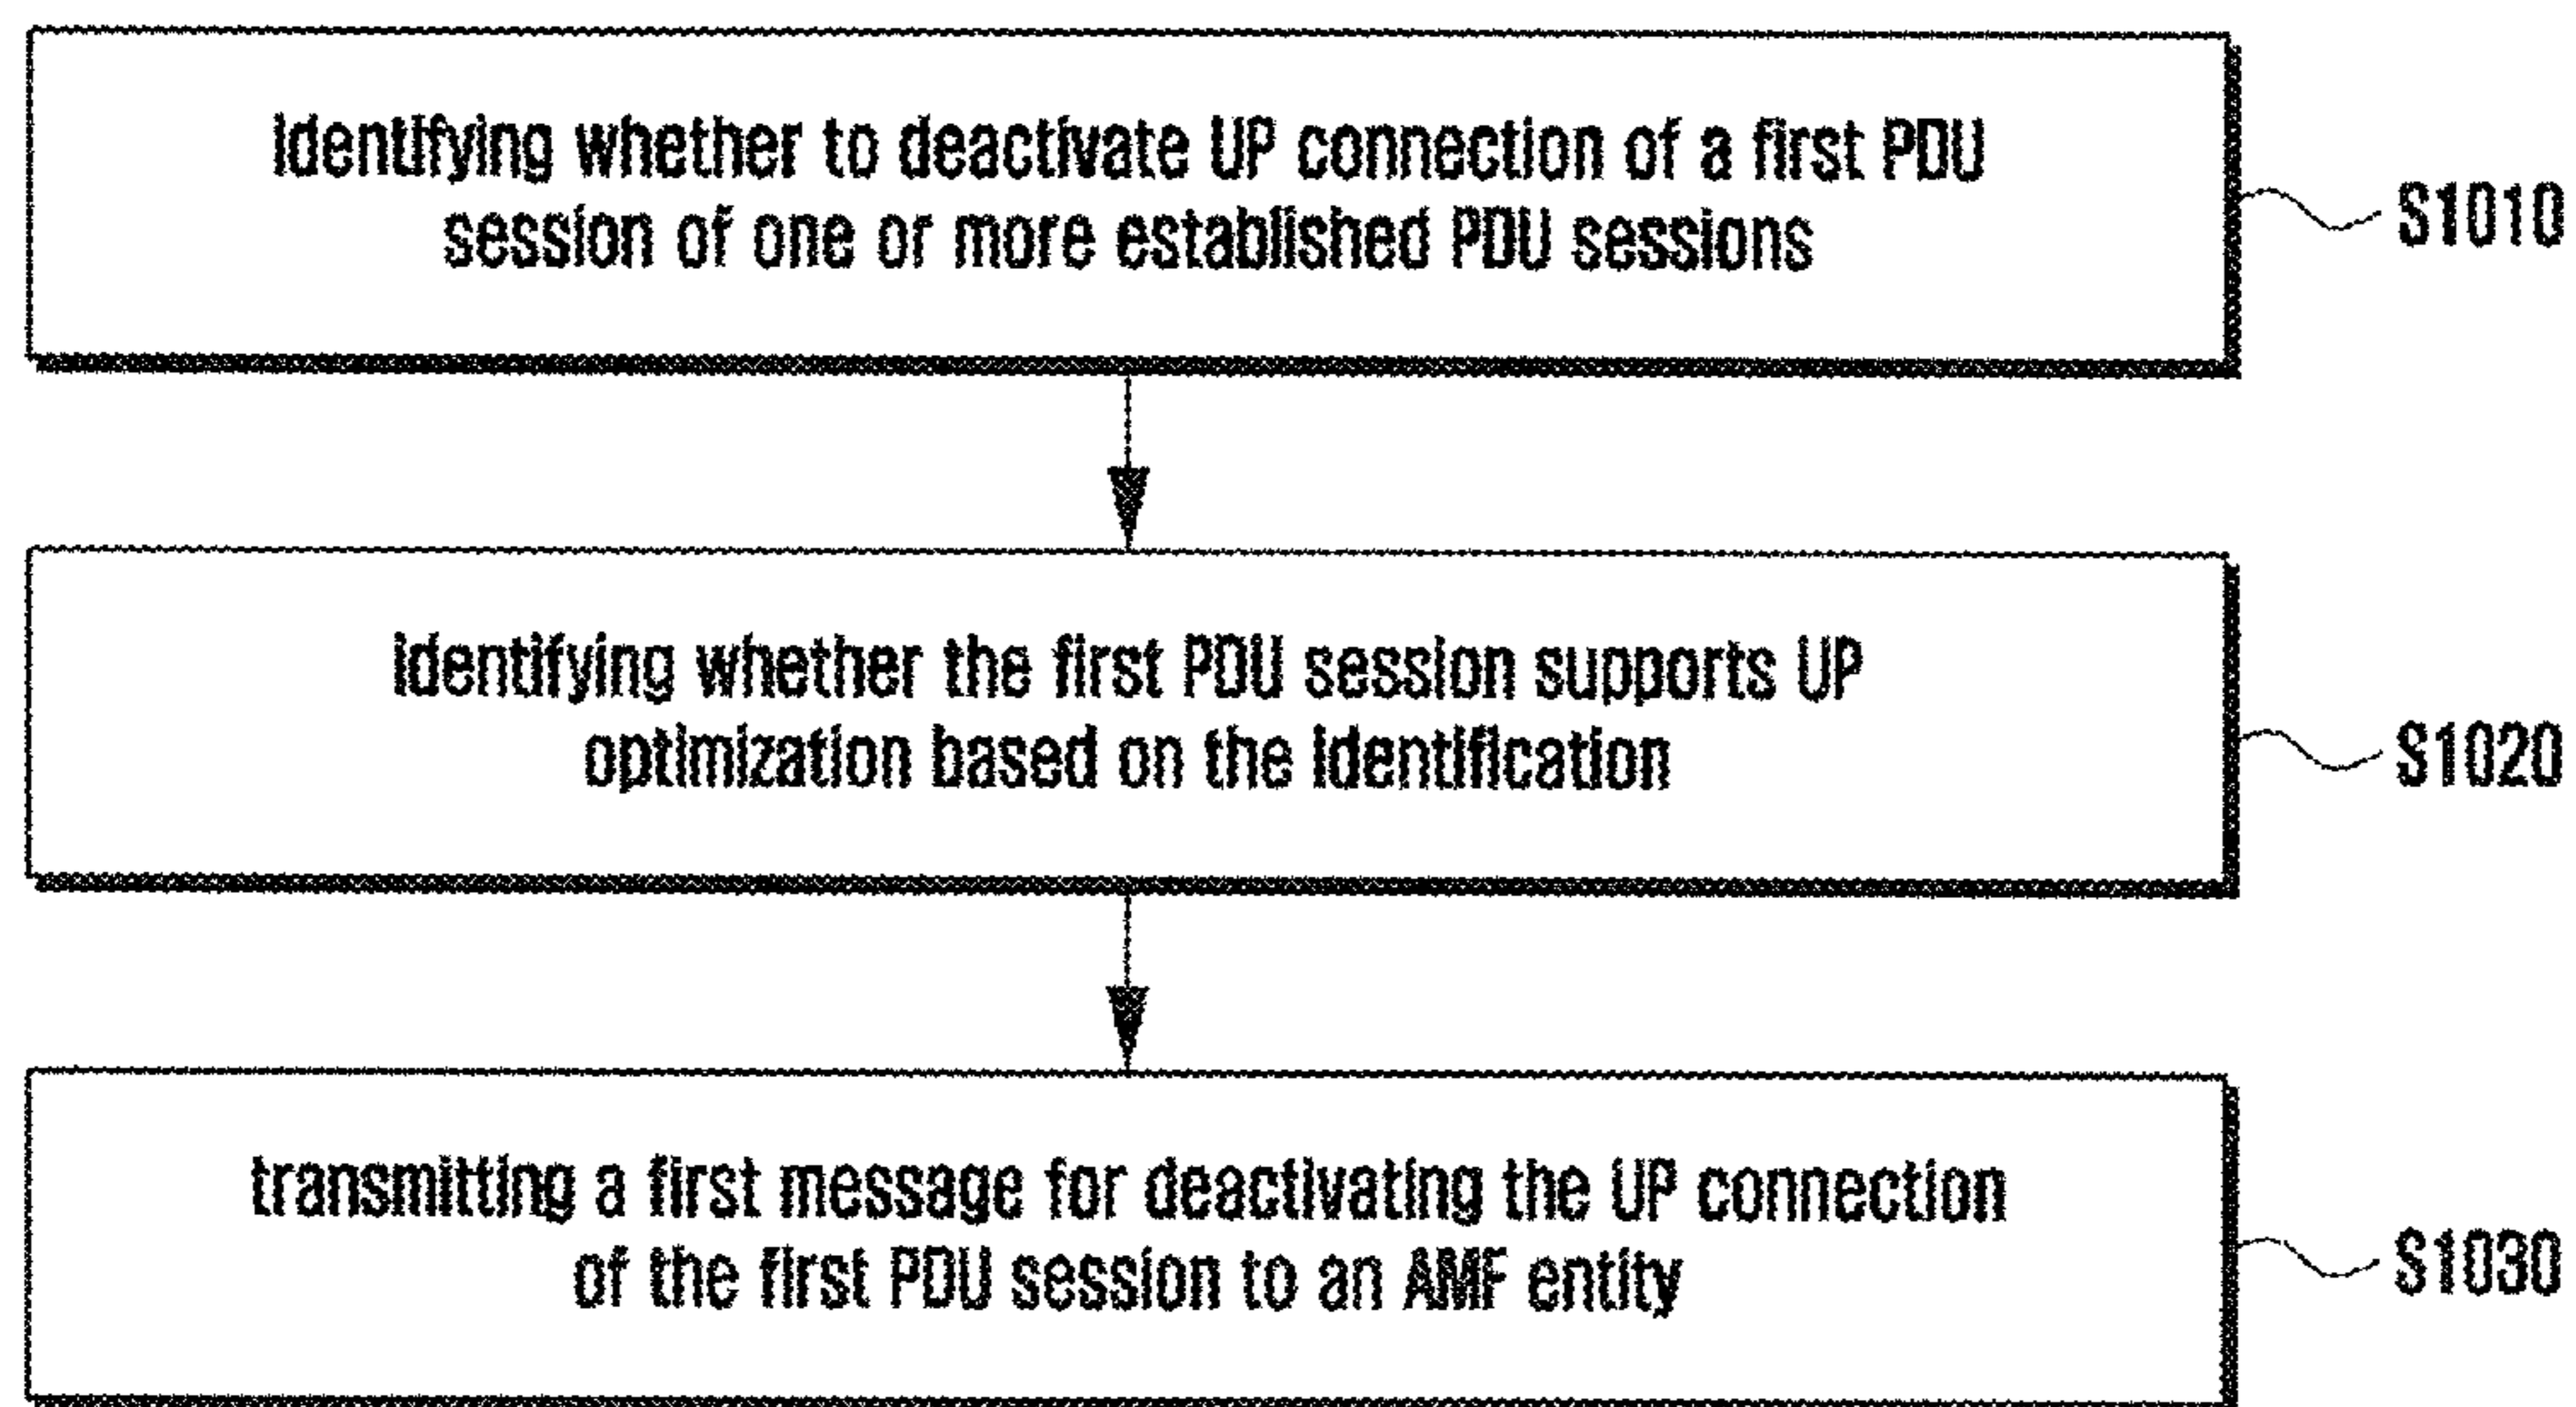 identifying whether to deactivate UP connection of a first PDU
session of one or more established PDU sessions
S1010
identifying whether the first PDU session supports UP
optimization based on the identification
S1020
transmitting a first message for deactivating the UP connection
of the first PDU session to an AMF entity
S1030